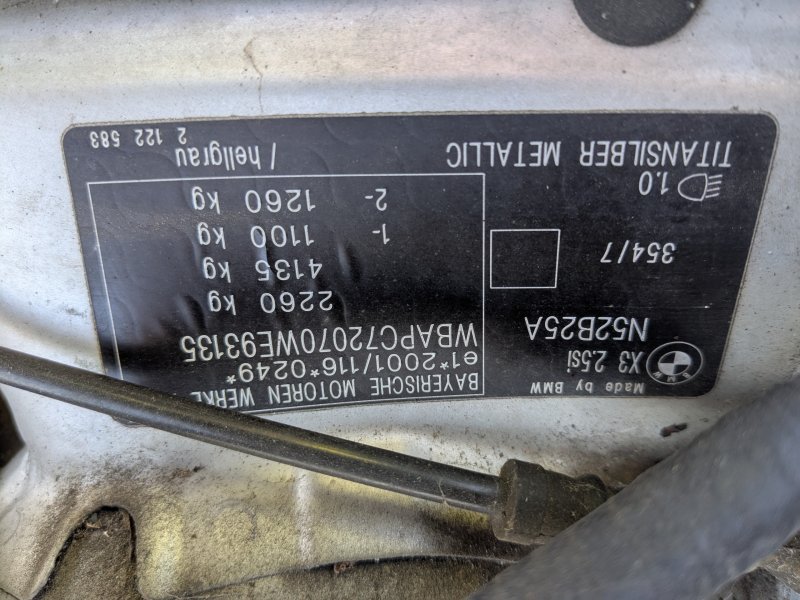 Made by BMW
X3 2.5si
N52B25A
354/7
1.0
TITANSILBER METALLIC
BAYERISCHE MOTOREN WERKE
e1*2001/116*0249*
WBAPC72070WE93135
2260 kg
4135 kg
1- 1100 kg
2- 1260 kg
/ hellgrau
2 122 583